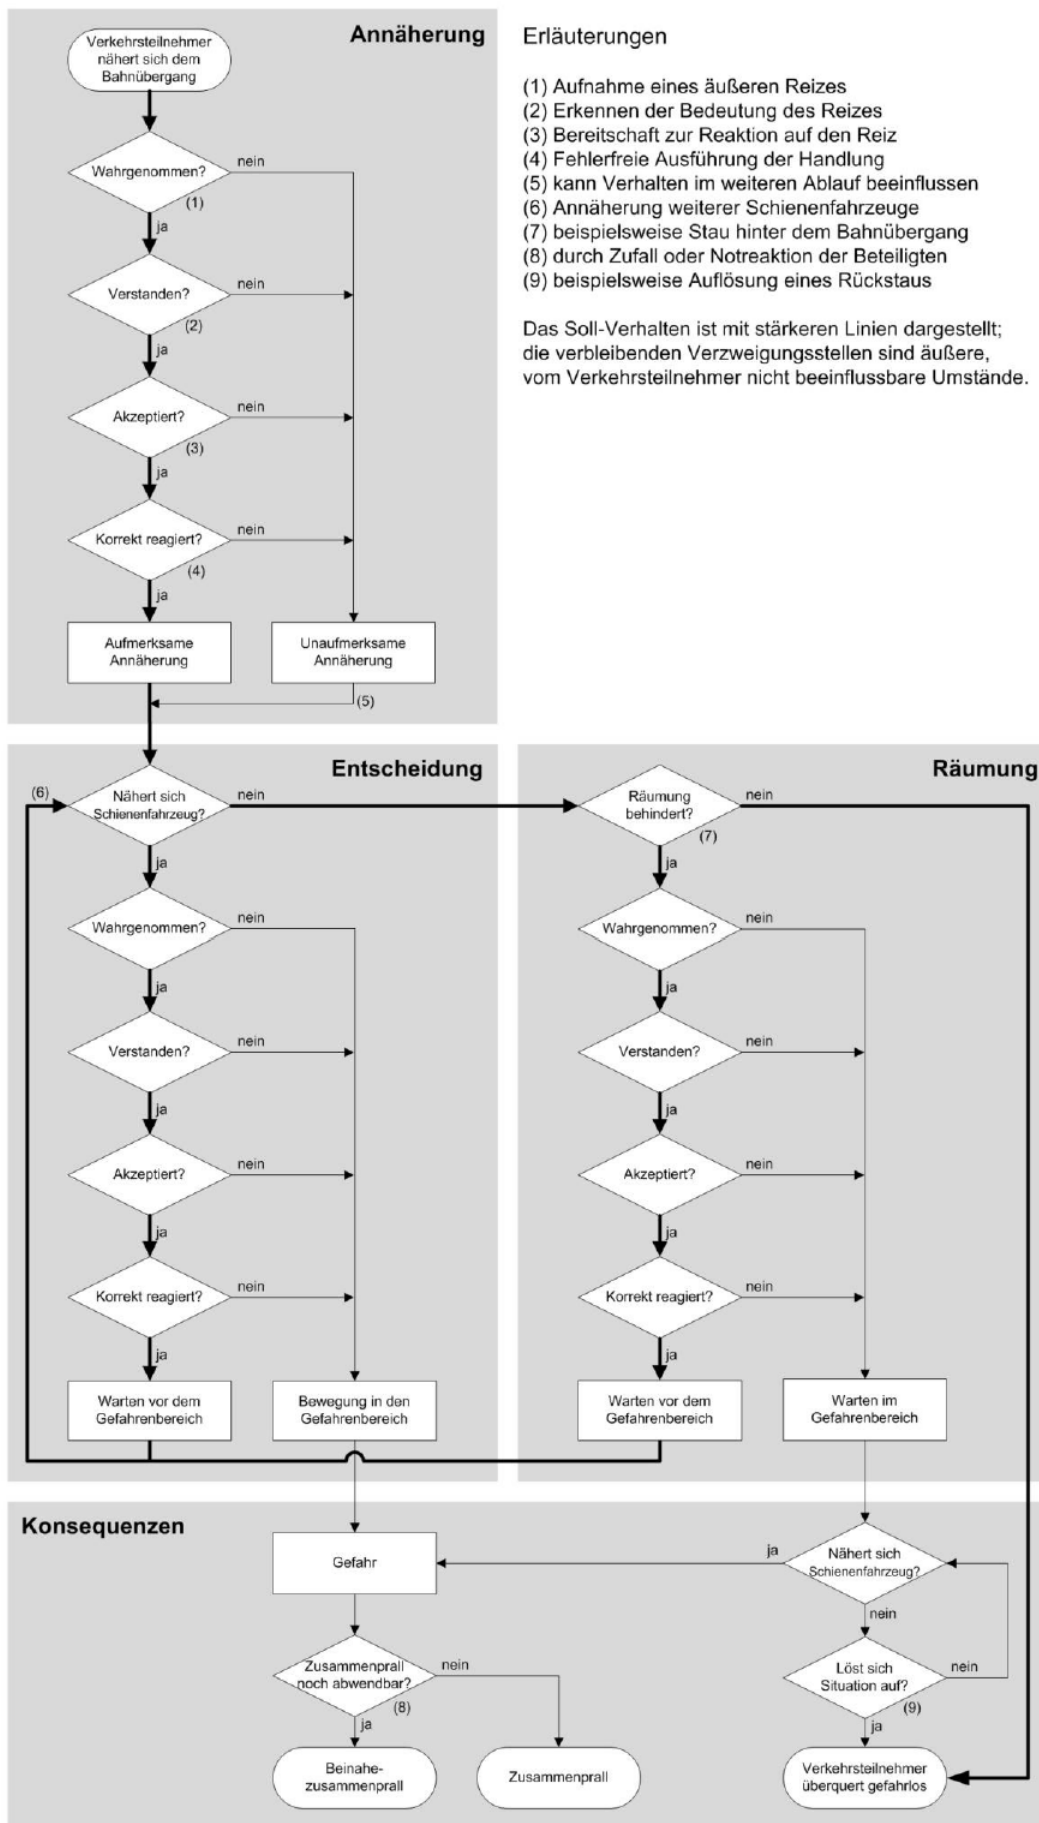 Annäherung
Verkehrsteilnehmer
nähert sich dem
Bahnübergang
Wahrgenommen?
nein
(1)
ja
Verstanden?
nein
(2)
ja
Akzeptiert?
nein
(3)
ja
Korrekt reagiert?
nein
(4)
ja
Aufmerksame
Annäherung
Unaufmerksame
Annäherung
(5)
Erläuterungen
(1) Aufnahme eines äußeren Reizes
(2) Erkennen der Bedeutung des Reizes
(3) Bereitschaft zur Reaktion auf den Reiz
(4) Fehlerfreie Ausführung der Handlung
(5) kann Verhalten im weiteren Ablauf beeinflussen
(6) Annäherung weiterer Schienenfahrzeuge
(7) beispielsweise Stau hinter dem Bahnübergang
(8) durch Zufall oder Notreaktion der Beteiligten
(9) beispielsweise Auflösung eines Rückstaus
Das Soll-Verhalten ist mit stärkeren Linien dargestellt;
die verbleibenden Verzweigungsstellen sind äußere,
vom Verkehrsteilnehmer nicht beeinflussbare Umstände.
Entscheidung
(6)
Nähert sich
Schienenfahrzeug?
nein
ja
Wahrgenommen?
nein
ja
Verstanden?
nein
ja
Akzeptiert?
nein
ja
Korrekt reagiert?
nein
ja
Warten vor dem
Gefahrenbereich
Bewegung in den
Gefahrenbereich
Räumung
Räumung
behindert?
nein
(7)
ja
Wahrgenommen?
nein
ja
Verstanden?
nein
ja
Akzeptiert?
nein
ja
Korrekt reagiert?
nein
ja
Warten vor dem
Gefahrenbereich
Warten im
Gefahrenbereich
Konsequenzen
Gefahr
ja
Nähert sich
Schienenfahrzeug?
nein
Zusammenprall
noch abwendbar?
nein
(8)
ja
Löst sich
Situation auf?
nein
(9)
ja
Beinahe-
zusammenprall
Zusammenprall
Verkehrsteilnehmer
überquert gefahrlos